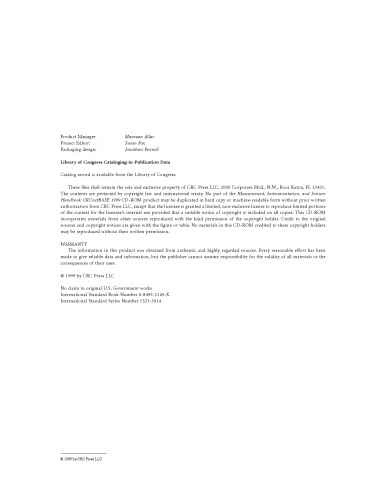 Product Manager: Maureen Aller
Project Editor: Susan Fox
Packaging design: Jonathan Pennell
Library of Congress Cataloging-in-Publication Data
Catalog record is available from the Library of Congress.
These files shall remain the sole and exclusive property of CRC Press LLC, 2000 Corporate Blvd., N.W., Boca Raton, FL 33431.
The contents are protected by copyright law and international treaty. No part of the Measurement, Instrumentation, and Sensors
Handbook CRCnetBASE 1999 CD-ROM product may be duplicated in hard copy or machine-readable form without prior written
authorization from CRC Press LLC, except that the licensee is granted a limited, non-exclusive license to reproduce limited portions
of the context for the licensee's internal use provided that a suitable notice of copyright is included on all copies. This CD-ROM
incorporates materials from other sources reproduced with the kind permission of the copyright holder. Credit to the original
sources and copyright notices are given with the figure or table. No materials in this CD-ROM credited to these copyright holders
may be reproduced without their written permission.
WARRANTY
The information in this product was obtained from authentic and highly regarded sources. Every reasonable effort has been
made to give reliable data and information, but the publisher cannot assume responsibility for the validity of all materials or the
consequences of their uses.
© 1999 by CRC Press LLC
No claim to original U.S. Government works
International Standard Book Number 0-8493-2145-X
International Standard Series Number 1523-3014
© 1999 by CRC Press LLC